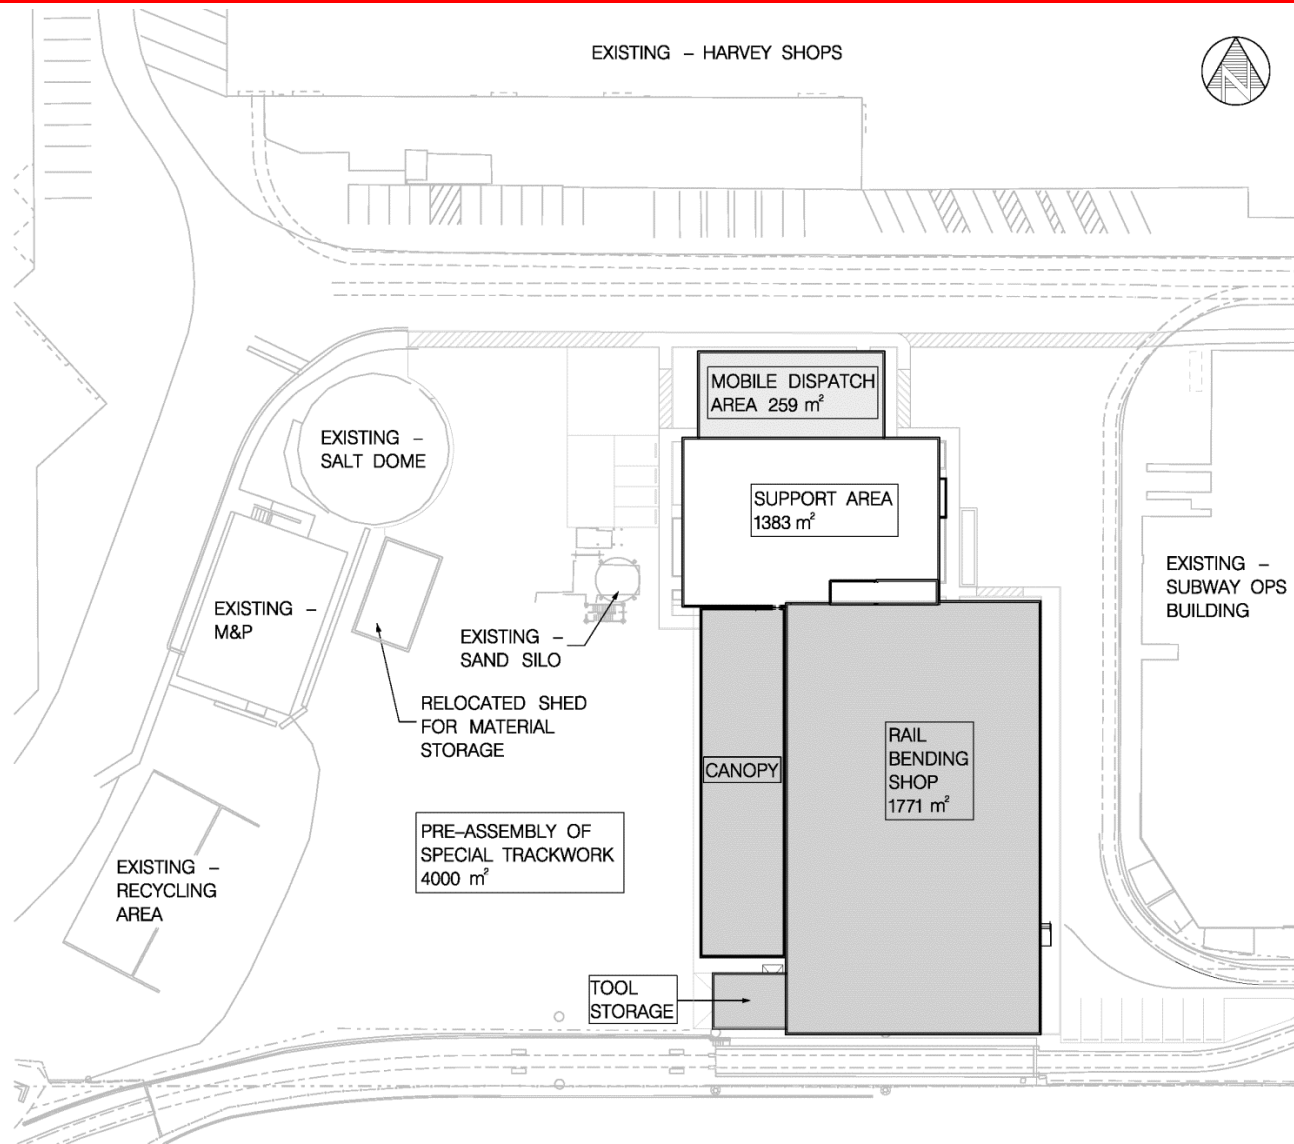 EXISTING – HARVEY SHOPS
N
MOBILE DISPATCH
AREA 259 m²
EXISTING –
SALT DOME
SUPPORT AREA
1383 m²
EXISTING –
SUBWAY OPS
BUILDING
EXISTING –
M&P
EXISTING –
SAND SILO
RELOCATED SHED
FOR MATERIAL
STORAGE
RAIL
BENDING
SHOP
1771 m²
CANOPY
PRE–ASSEMBLY OF
SPECIAL TRACKWORK
4000 m²
EXISTING –
RECYCLING
AREA
TOOL
STORAGE